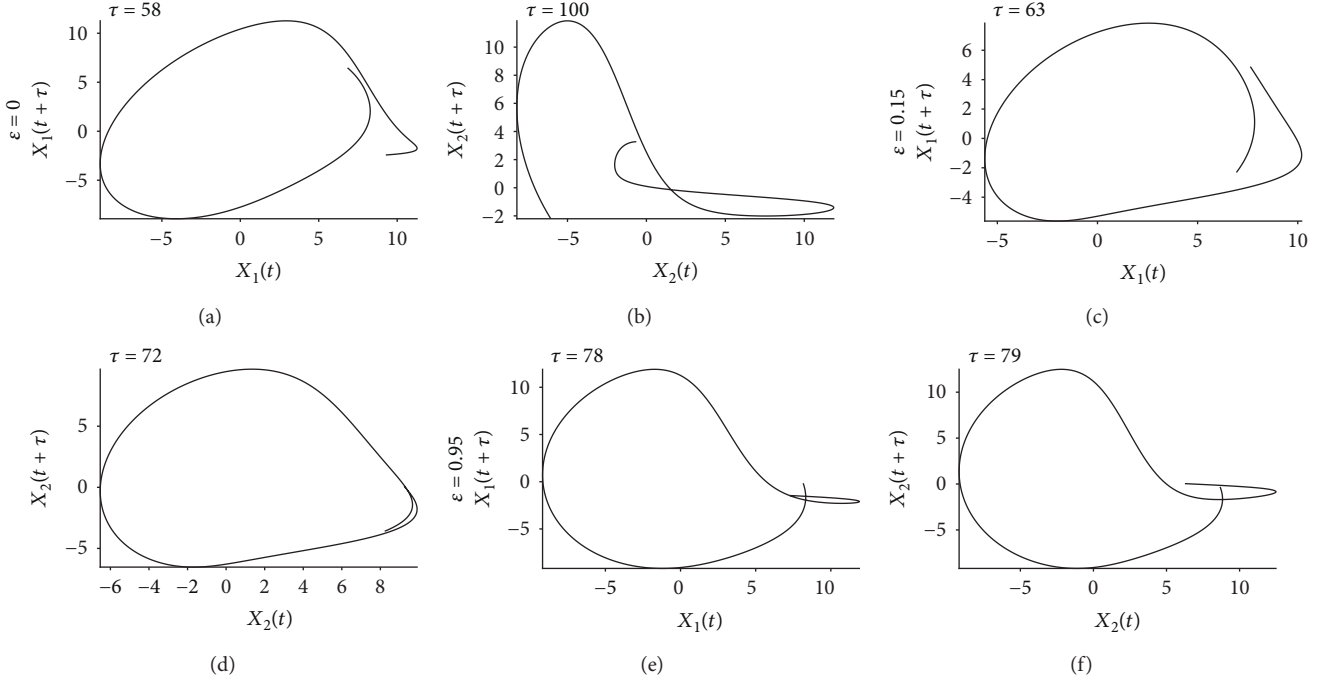 τ = 58
ε = 0
X₁(t + τ)
10
5
0
−5
−5 0 5 10
X₁(t)
(a)
τ = 100
X₂(t + τ)
10
8
6
4
2
0
−2
−5 0 5 10
X₂(t)
(b)
τ = 63
ε = 0.15
X₁(t + τ)
6
4
2
0
−2
−4
−5 0 5 10
X₁(t)
(c)
τ = 72
X₂(t + τ)
5
0
−5
−6 −4 −2 0 2 4 6 8
X₂(t)
(d)
τ = 78
ε = 0.95
X₁(t + τ)
10
5
0
−5
−5 0 5 10
X₁(t)
(e)
τ = 79
X₂(t + τ)
10
5
0
−5
−5 0 5 10
X₂(t)
(f)